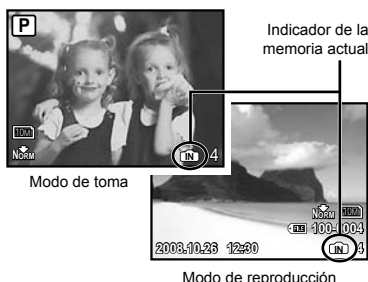 P
Indicador de la
memoria actual
10M
NORM
IN 4
Modo de toma
NORM 10M
FILE 100-0004
2008.10.26 12:30 IN 4
Modo de reproducción